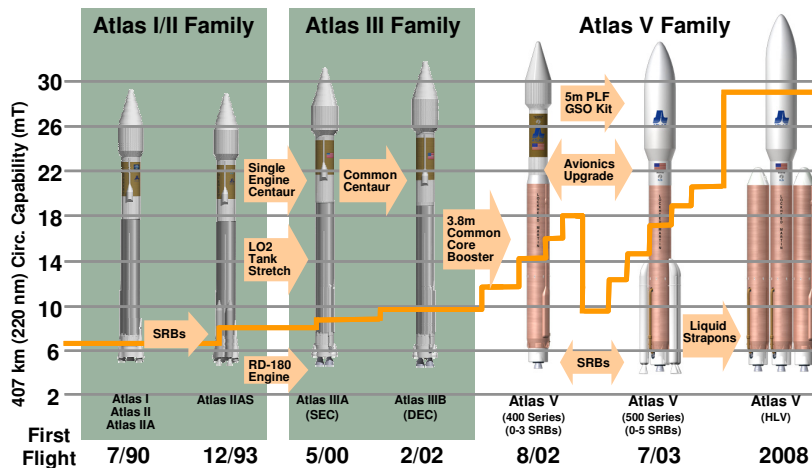 Atlas I/II Family
Atlas III Family
Atlas V Family
407 km (220 nm) Circ. Capability (mT)
30
26
22
18
14
10
6
2
Single
Engine
Centaur
Common
Centaur
LO2
Tank
Stretch
SRBs
RD-180
Engine
3.8m
Common
Core
Booster
5m PLF
GSO Kit
Avionics
Upgrade
SRBs
Liquid
Strapons
Atlas I
Atlas II
Atlas IIA
Atlas IIAS
Atlas IIIA
(SEC)
Atlas IIIB
(DEC)
Atlas V
(400 Series)
(0-3 SRBs)
Atlas V
(500 Series)
(0-5 SRBs)
Atlas V
(HLV)
First
Flight
7/90
12/93
5/00
2/02
8/02
7/03
2008